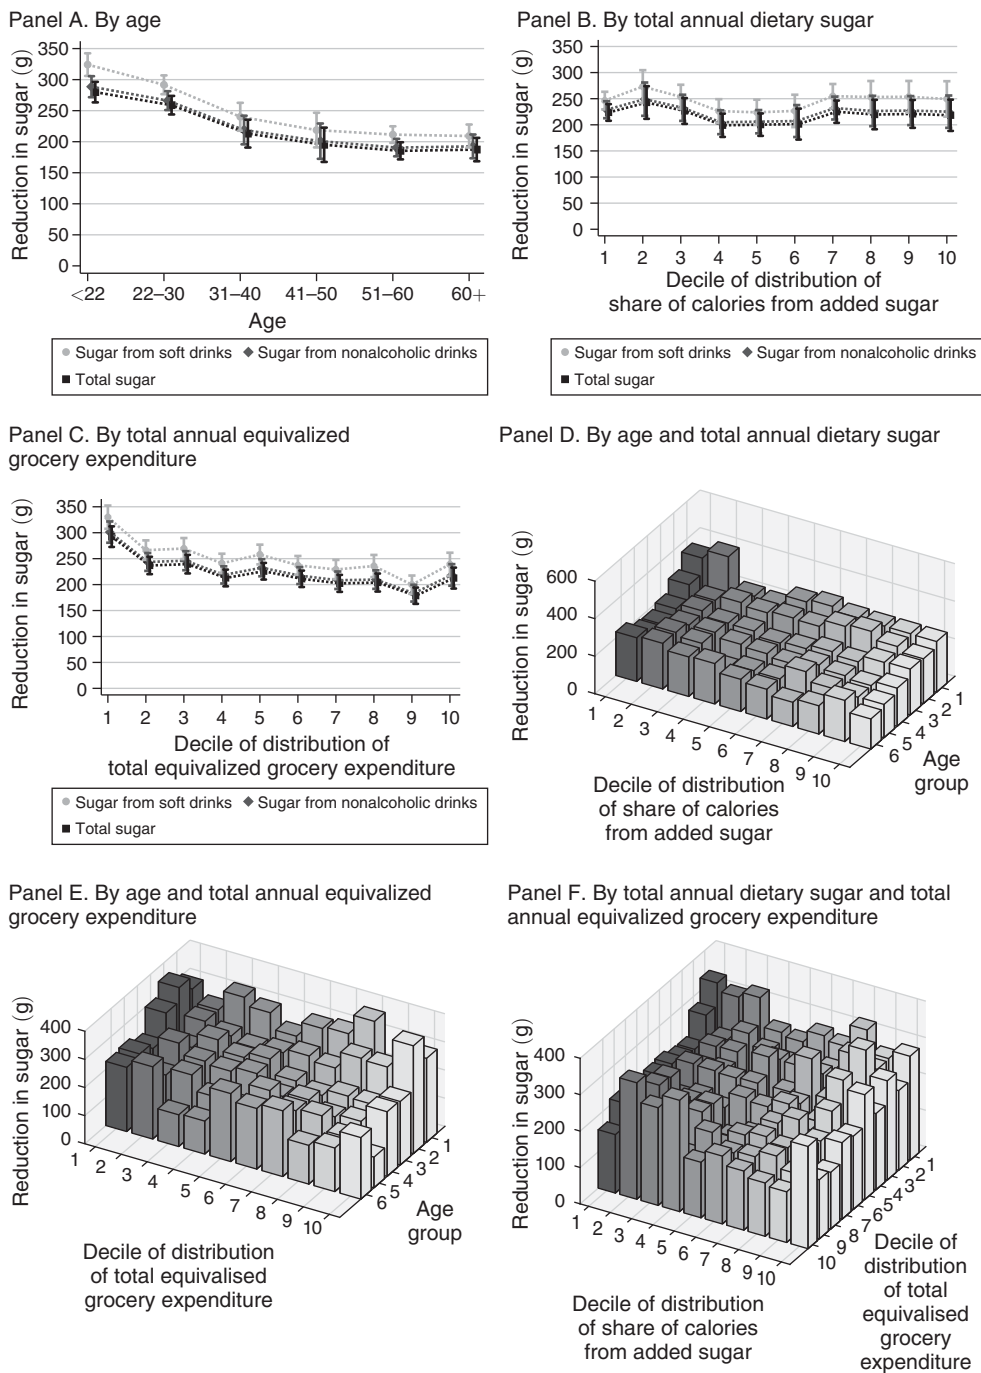 Panel A. By age
Reduction in sugar (g)
350
300
250
200
150
100
50
0
<22 22–30 31–40 41–50 51–60 60+
Age
Sugar from soft drinks Sugar from nonalcoholic drinks
Total sugar
Panel B. By total annual dietary sugar
Reduction in sugar (g)
350
300
250
200
150
100
50
0
1 2 3 4 5 6 7 8 9 10
Decile of distribution of
share of calories from added sugar
Sugar from soft drinks Sugar from nonalcoholic drinks
Total sugar
Panel C. By total annual equivalized
grocery expenditure
Reduction in sugar (g)
350
300
250
200
150
100
50
0
1 2 3 4 5 6 7 8 9 10
Decile of distribution of
total equivalized grocery expenditure
Sugar from soft drinks Sugar from nonalcoholic drinks
Total sugar
Panel D. By age and total annual dietary sugar
Reduction in sugar (g)
600
400
200
0
1 2 3 4 5 6 7 8 9 10
Decile of distribution
of share of calories
from added sugar
6 5 4 3 2 1
Age
group
Panel E. By age and total annual equivalized
grocery expenditure
Reduction in sugar (g)
400
300
200
100
0
1 2 3 4 5 6 7 8 9 10
Decile of distribution
of total equivalised
grocery expenditure
6 5 4 3 2 1
Age
group
Panel F. By total annual dietary sugar and total
annual equivalized grocery expenditure
Reduction in sugar (g)
400
300
200
100
0
1 2 3 4 5 6 7 8 9 10
Decile of distribution
of share of calories
from added sugar
10 9 8 7 6 5 4 3 2 1
Decile of
distribution
of total
equivalised
grocery
expenditure